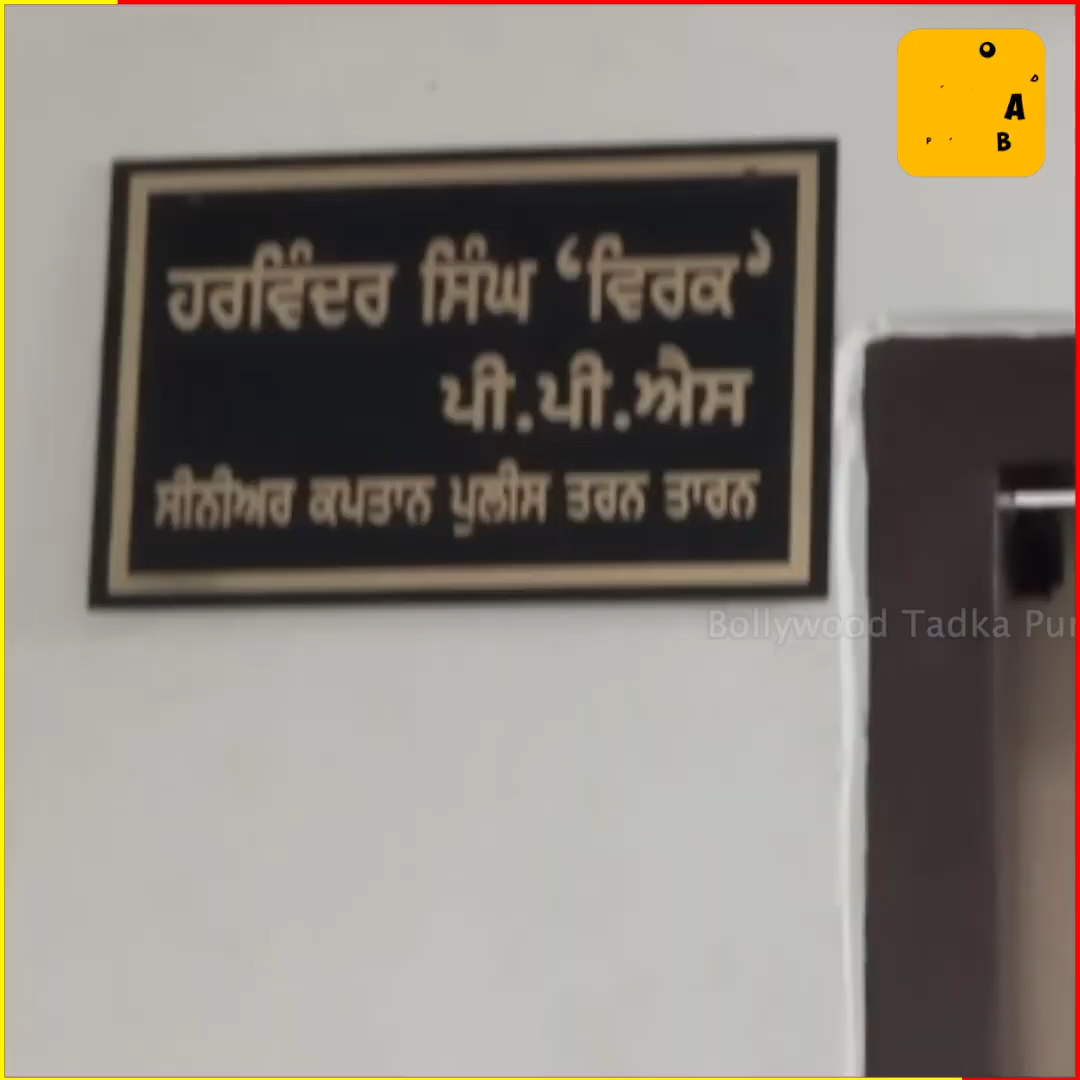 ਹਰਵਿੰਦਰ ਸਿੰਘ ‘ਵਿਰਕ’
ਪੀ.ਪੀ.ਐਸ
ਸੀਨੀਅਰ ਕਪਤਾਨ ਪੁਲੀਸ ਤਰਨ ਤਾਰਨ
Bollywood Tadka